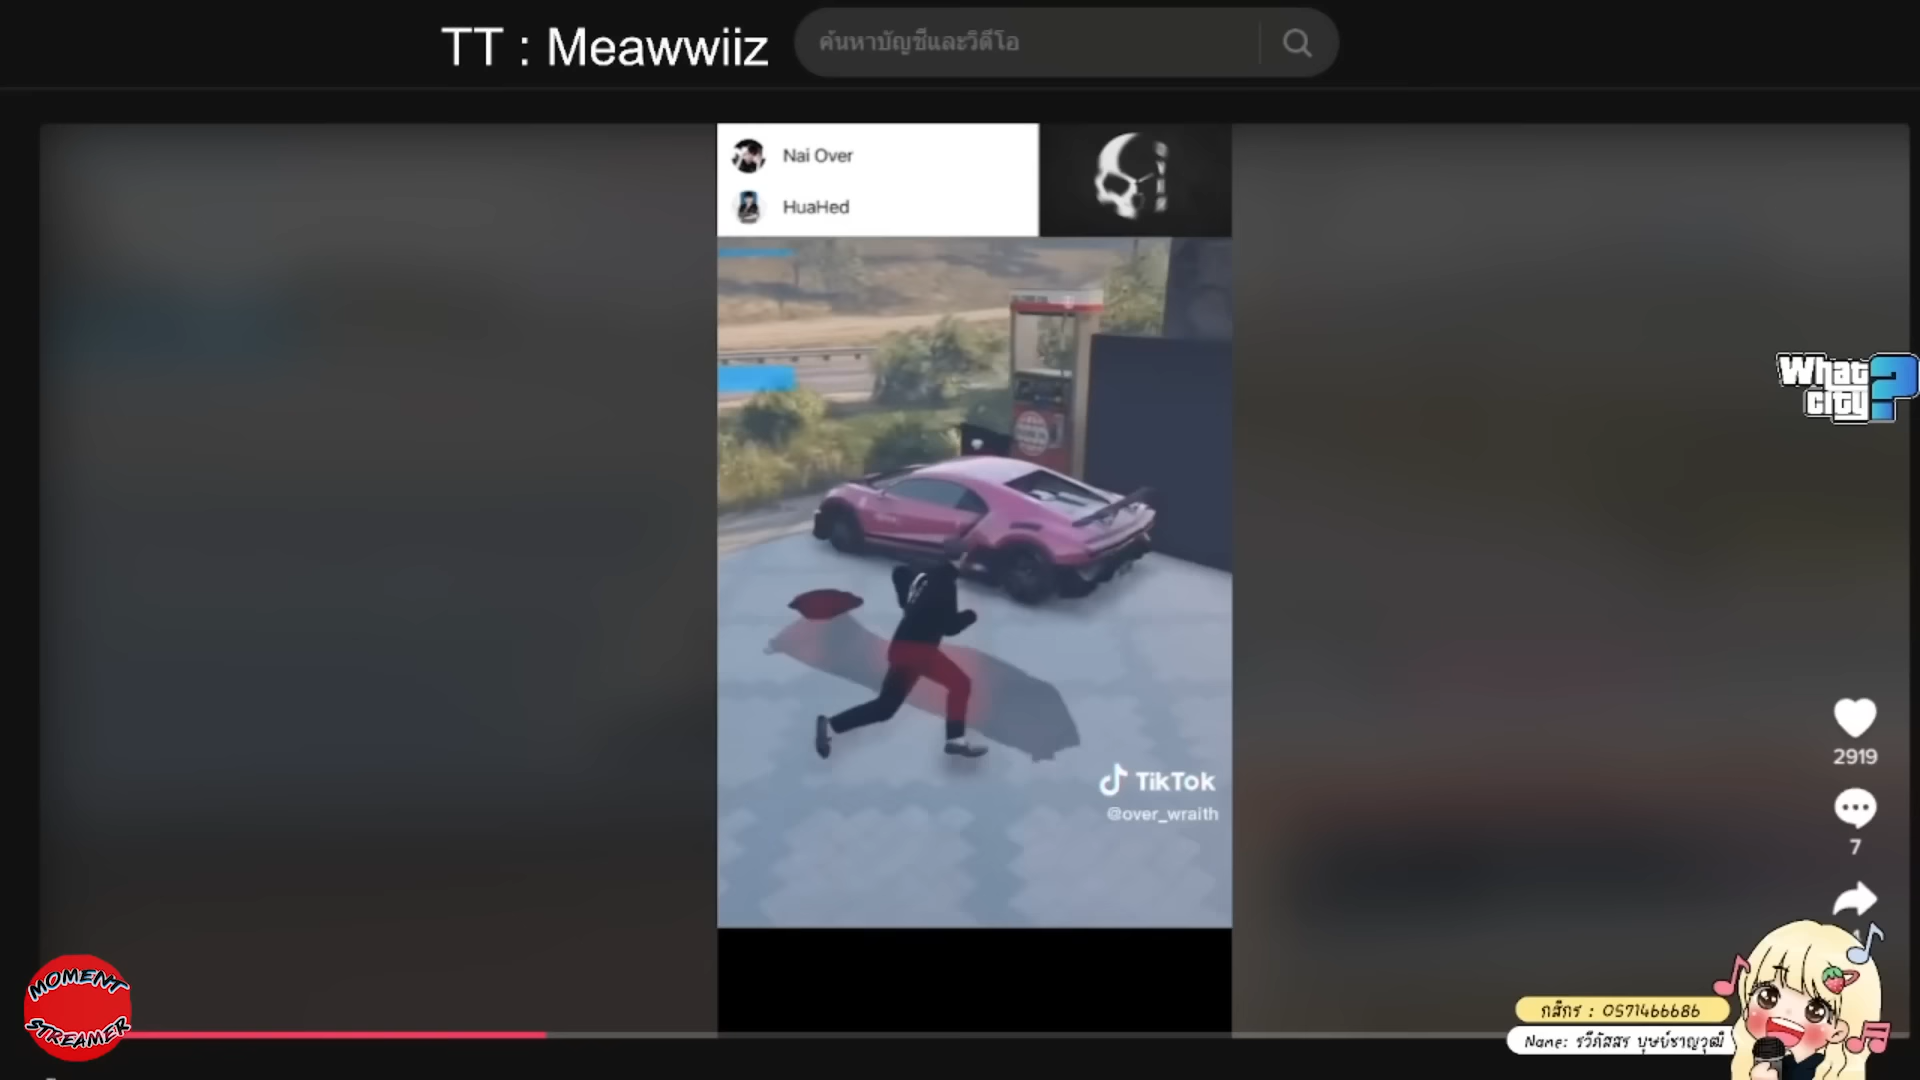 TT : Meawwiiz
ค้นหาบัญชีและวิดีโอ
Nai Over
HuaHed
What
city?
2919
7
TikTok
@over_wraith
MOMENT
STREAMER
กสิกร : 0571466686
Name: รวีภัสสร บุษย์ธาญวุฒิ